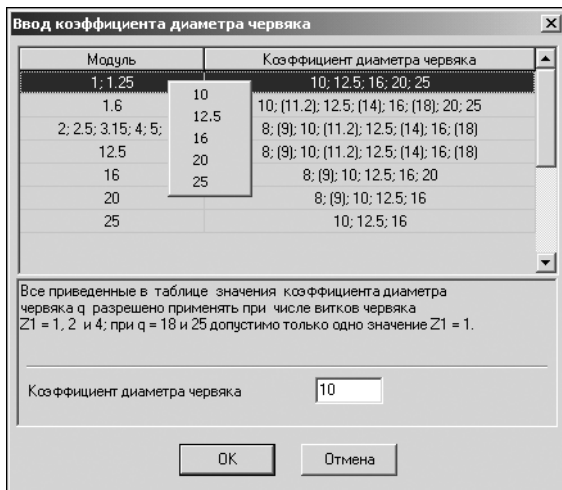 Ввод коэффициента диаметра червяка
Модуль Коэффициент диаметра червяка
1; 1.25 10; 12.5; 16; 20; 25
1.6 10; (11.2); 12.5; (14); 16; (18); 20; 25
2; 2.5; 3.15; 4; 5; 8; (9); 10; (11.2); 12.5; (14); 16; (18)
12.5 8; (9); 10; (11.2); 12.5; (14); 16; (18)
16 8; (9); 10; 12.5; 16; 20
20 8; (9); 10; 12.5; 16
25 10; 12.5; 16
10
12.5
16
20
25
Все приведенные в таблице значения коэффициента диаметра
червяка q разрешено применять при числе витков червяка
Z1 = 1, 2 и 4; при q = 18 и 25 допустимо только одно значение Z1 = 1.
Коэффициент диаметра червяка 10
OK Отмена